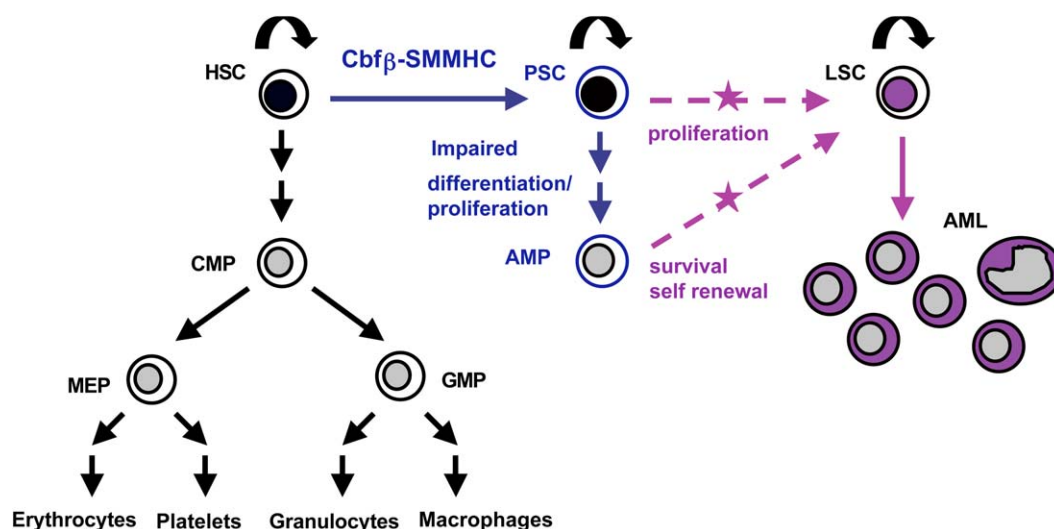 HSC
Cbfβ-SMMHC
PSC
LSC
proliferation
Impaired
differentiation/
proliferation
CMP
AMP
survival
self renewal
AML
MEP
GMP
Erythrocytes
Platelets
Granulocytes
Macrophages